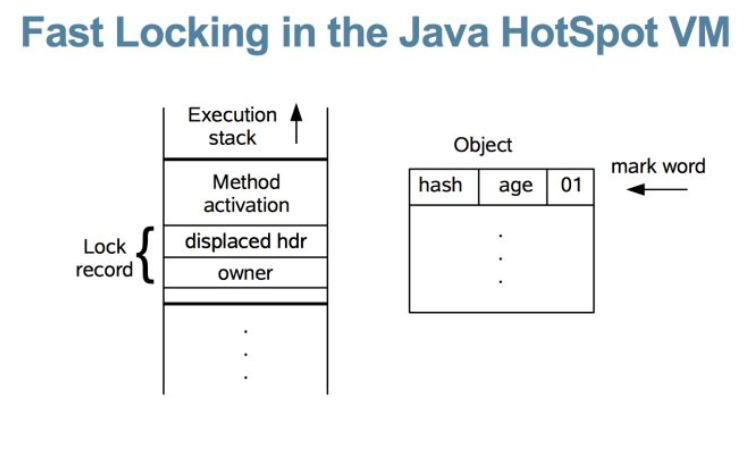 Fast Locking in the Java HotSpot VM
Execution
stack
Method
activation
Lock
record
displaced hdr
owner
Object
hash age 01
mark word